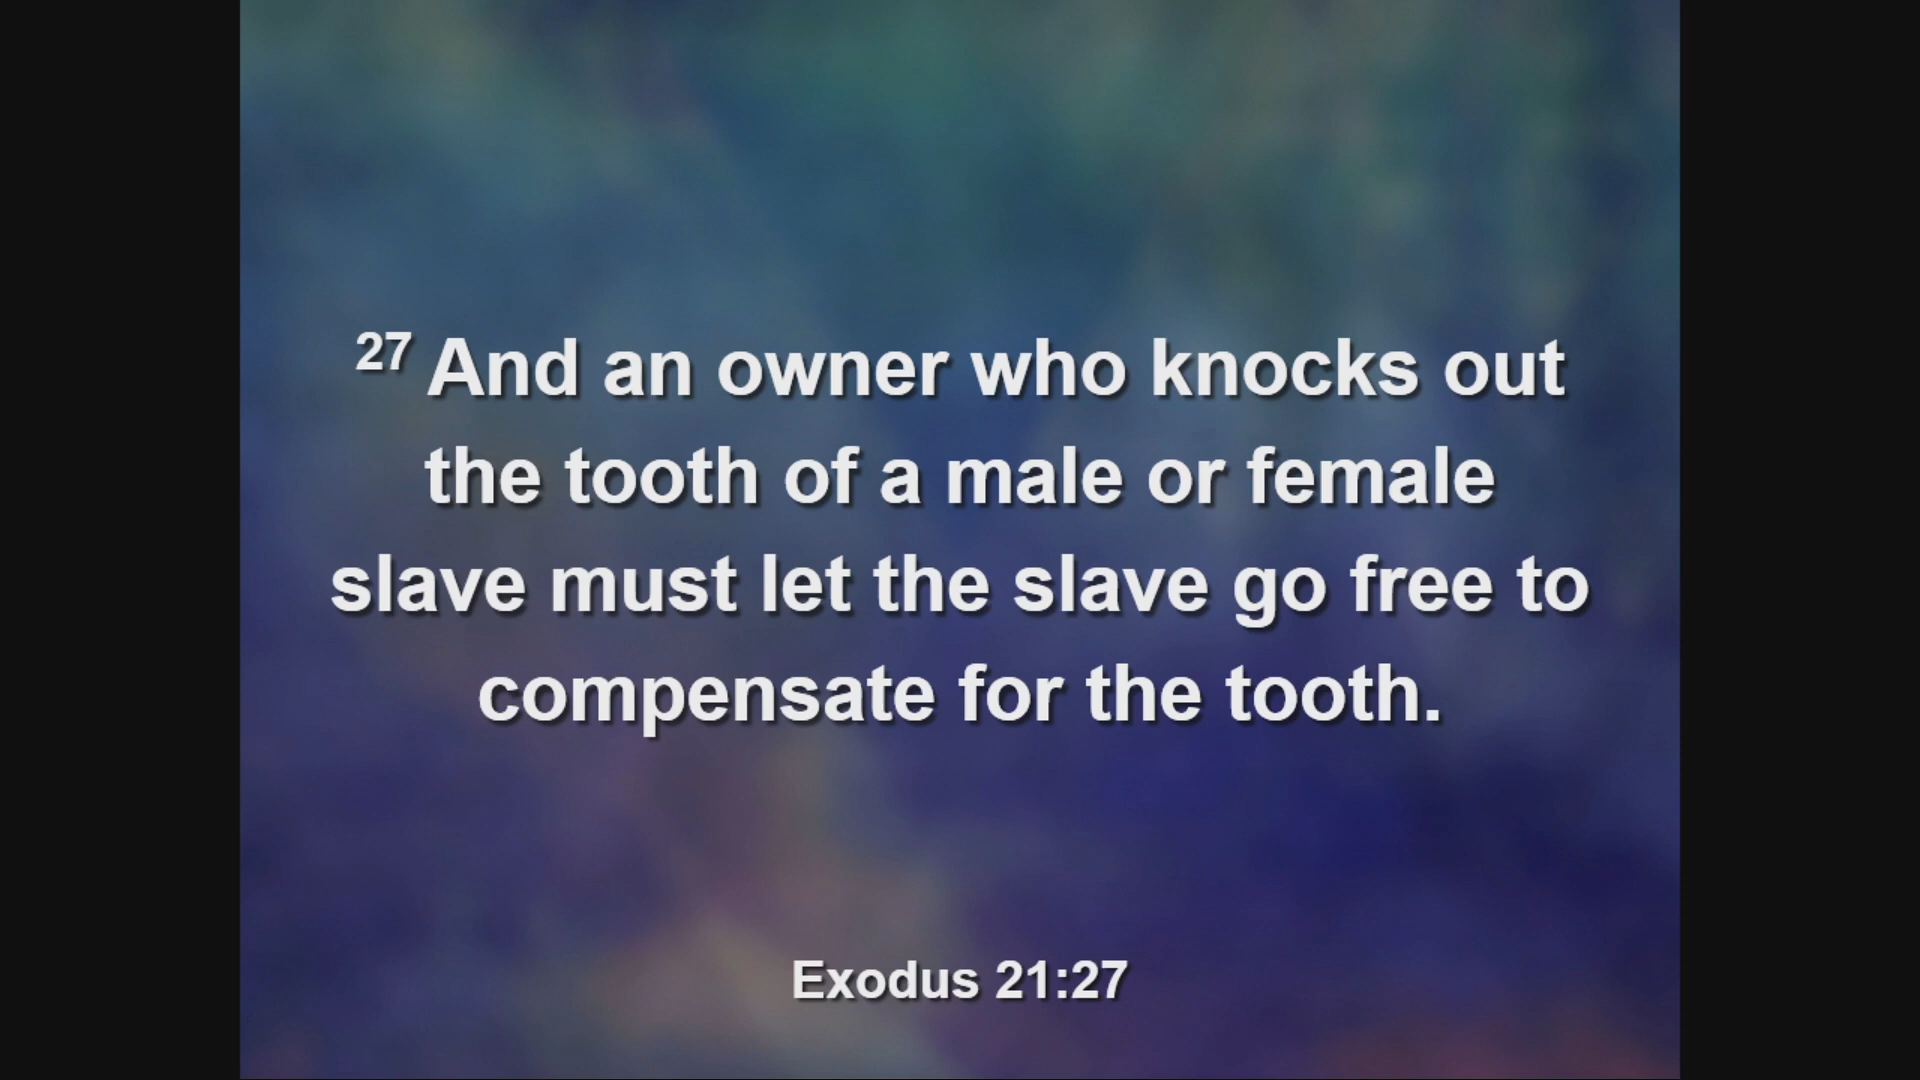 27 And an owner who knocks out
the tooth of a male or female
slave must let the slave go free to
compensate for the tooth.
Exodus 21:27